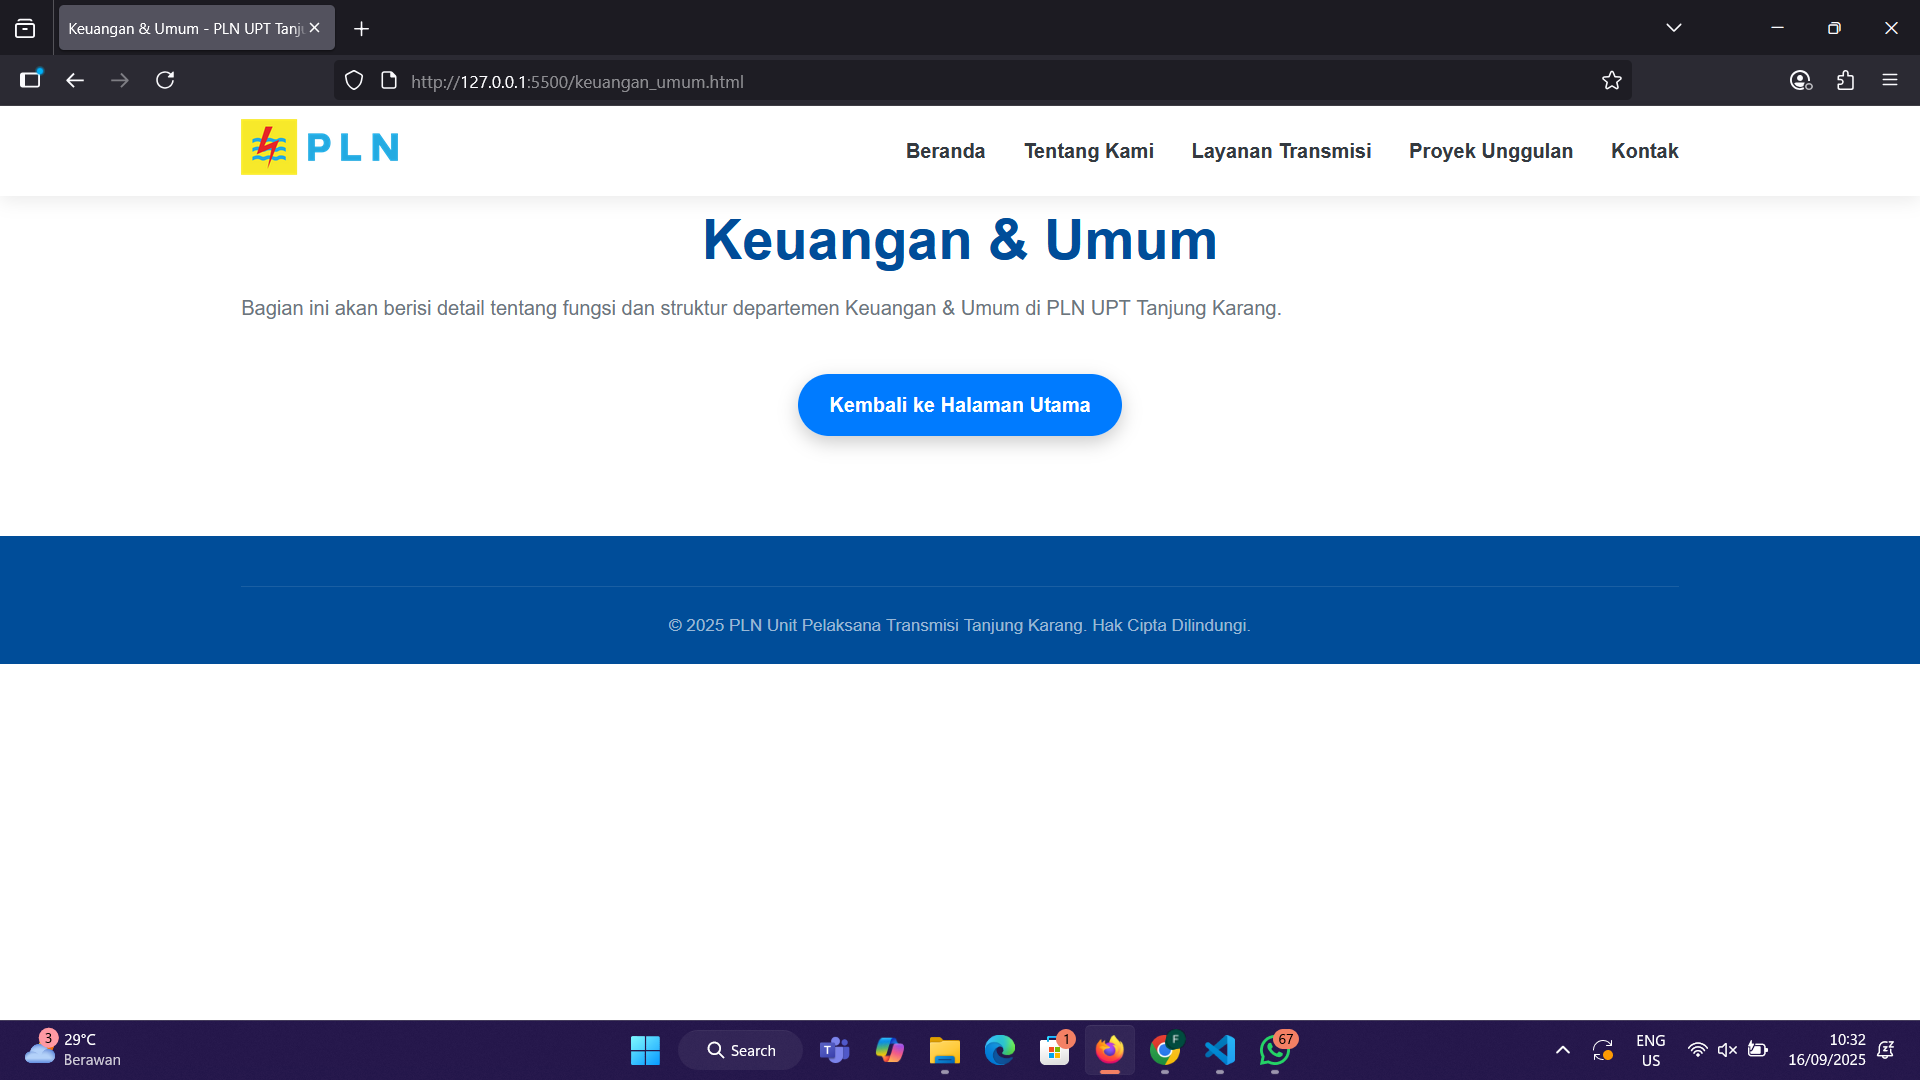 Keuangan & Umum - PLN UPT Tanj
http://127.0.0.1:5500/keuangan_umum.html
PLN
Beranda
Tentang Kami
Layanan Transmisi
Proyek Unggulan
Kontak
Keuangan & Umum
Bagian ini akan berisi detail tentang fungsi dan struktur departemen Keuangan & Umum di PLN UPT Tanjung Karang.
Kembali ke Halaman Utama
© 2025 PLN Unit Pelaksana Transmisi Tanjung Karang. Hak Cipta Dilindungi.
3
29°C
Berawan
Search
T
1
F
67
ENG
US
10:32
16/09/2025